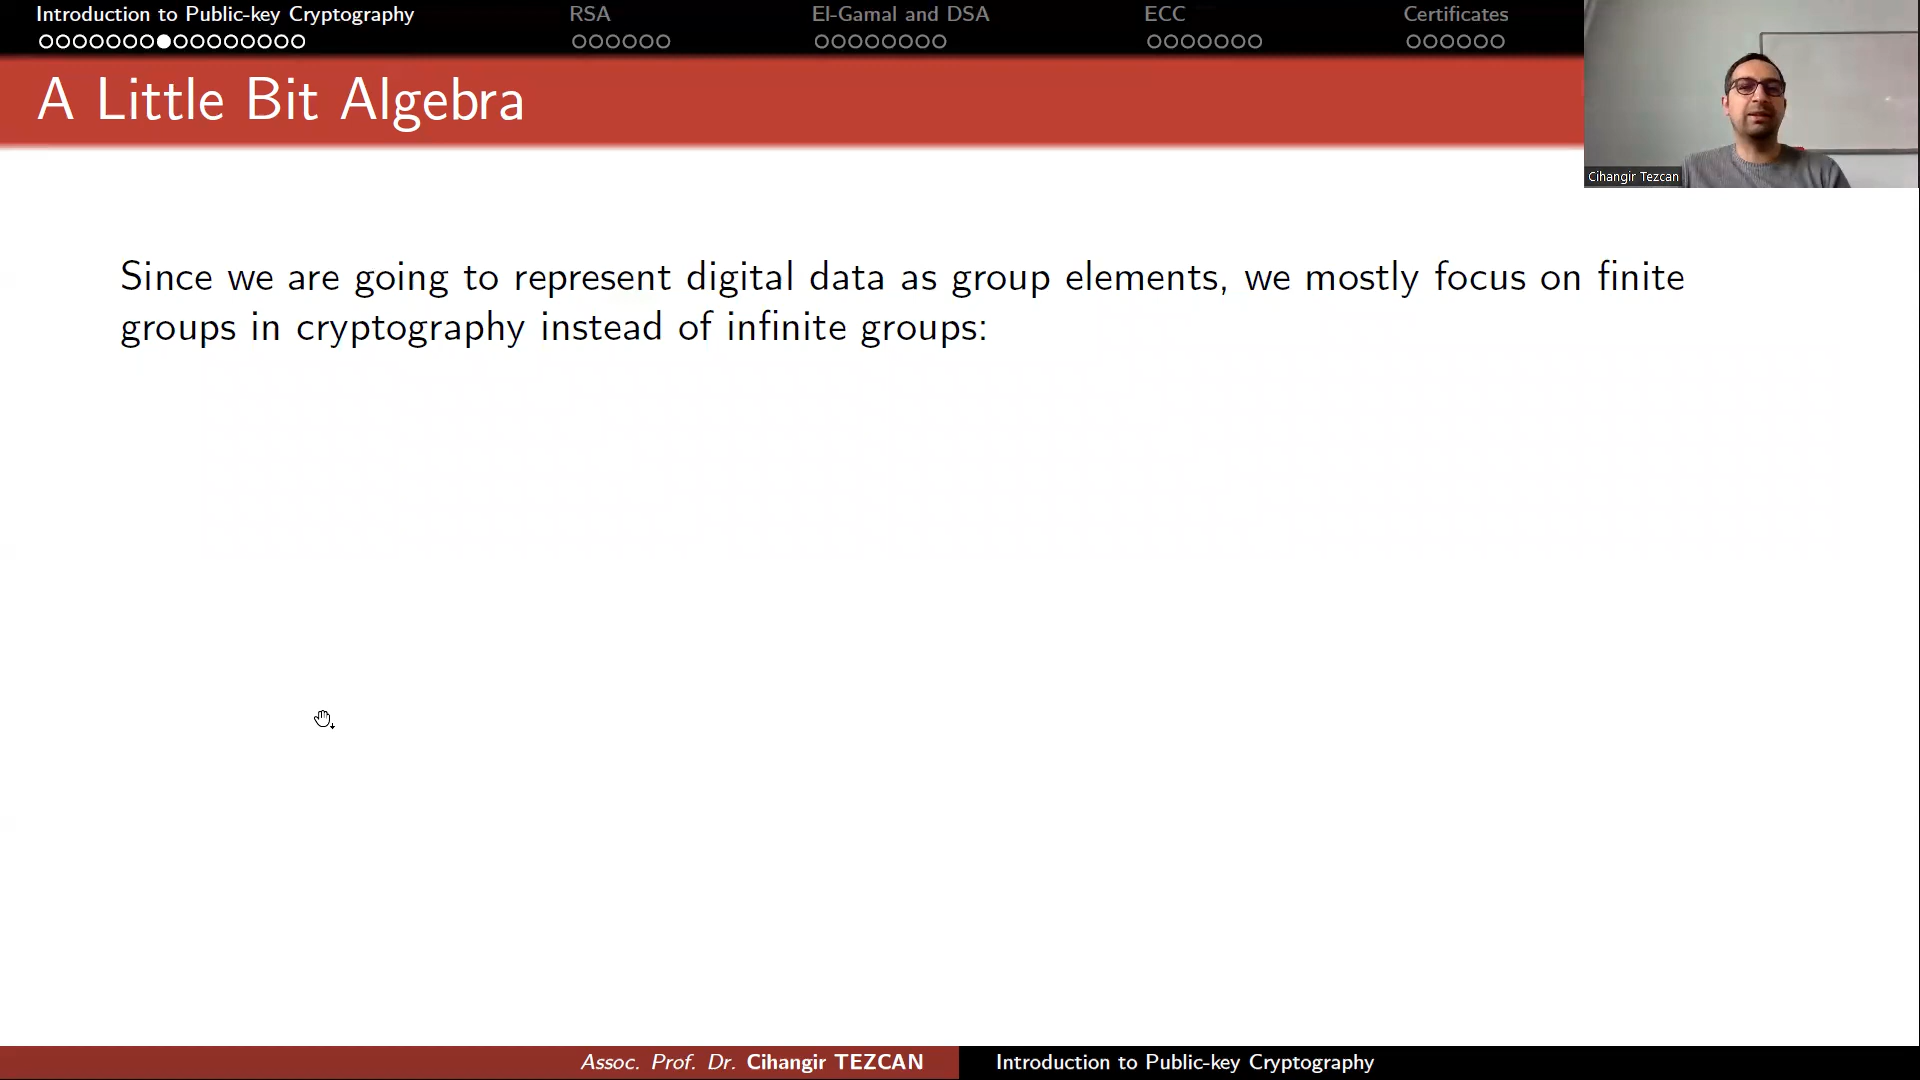 Introduction to Public-key Cryptography
RSA
El-Gamal and DSA
ECC
Certificates
A Little Bit Algebra
Cihangir Tezcan
Since we are going to represent digital data as group elements, we mostly focus on finite
groups in cryptography instead of infinite groups:
Assoc. Prof. Dr. Cihangir TEZCAN
Introduction to Public-key Cryptography